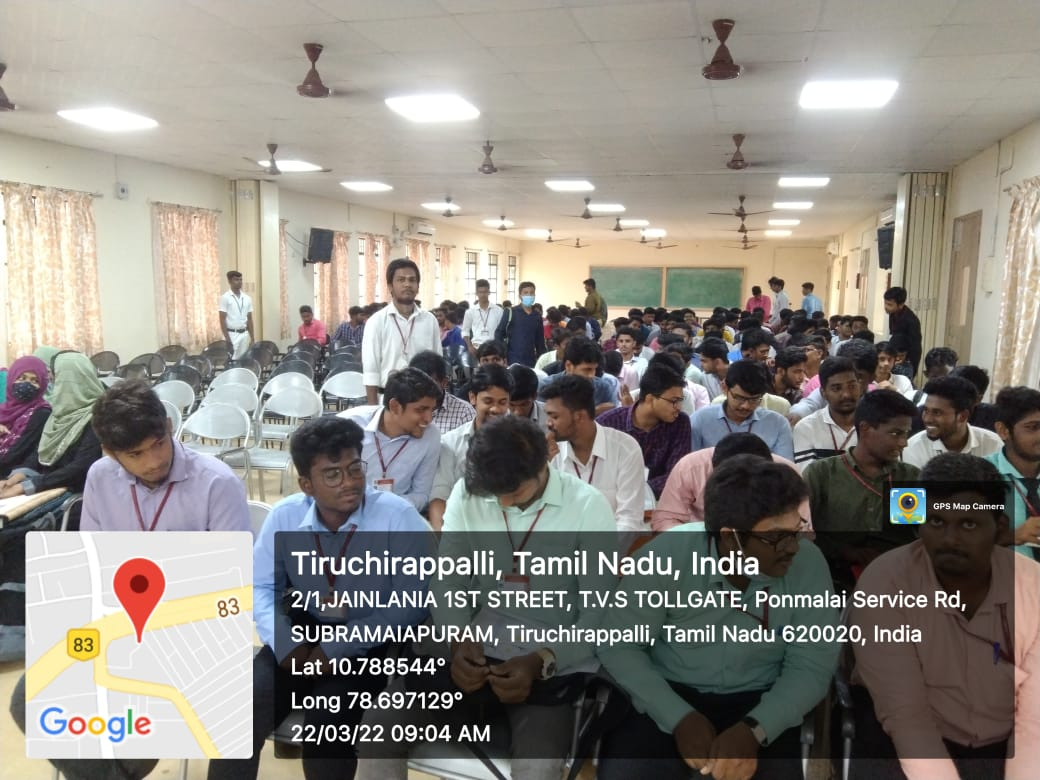 GPS Map Camera
Tiruchirappalli, Tamil Nadu, India
2/1,JAINLANIA 1ST STREET, T.V.S TOLLGATE, Ponmalai Service Rd,
SUBRAMAIAPURAM, Tiruchirappalli, Tamil Nadu 620020, India
Lat 10.788544°
Long 78.697129°
22/03/22 09:04 AM
83
83
Google